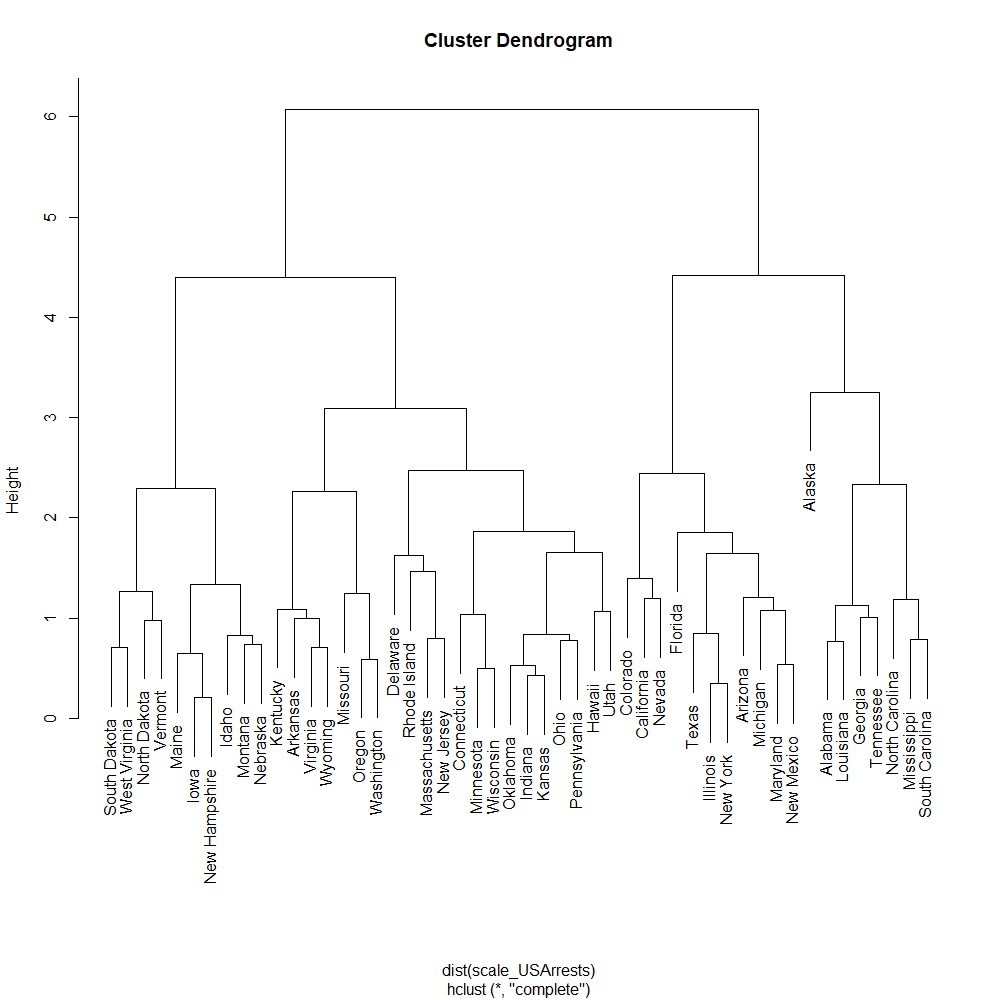 Cluster Dendrogram
Height
6
5
4
3
2
1
0
South Dakota
West Virginia
North Dakota
Vermont
Maine
Iowa
New Hampshire
Idaho
Montana
Nebraska
Kentucky
Arkansas
Virginia
Wyoming
Missouri
Oregon
Washington
Delaware
Rhode Island
Massachusetts
New Jersey
Connecticut
Minnesota
Wisconsin
Oklahoma
Indiana
Kansas
Ohio
Pennsylvania
Hawaii
Utah
Colorado
California
Nevada
Florida
Texas
Illinois
New York
Arizona
Michigan
Maryland
New Mexico
Alaska
Alabama
Louisiana
Georgia
Tennessee
North Carolina
Mississippi
South Carolina
dist(scale_USArrests)
hclust (*, "complete")